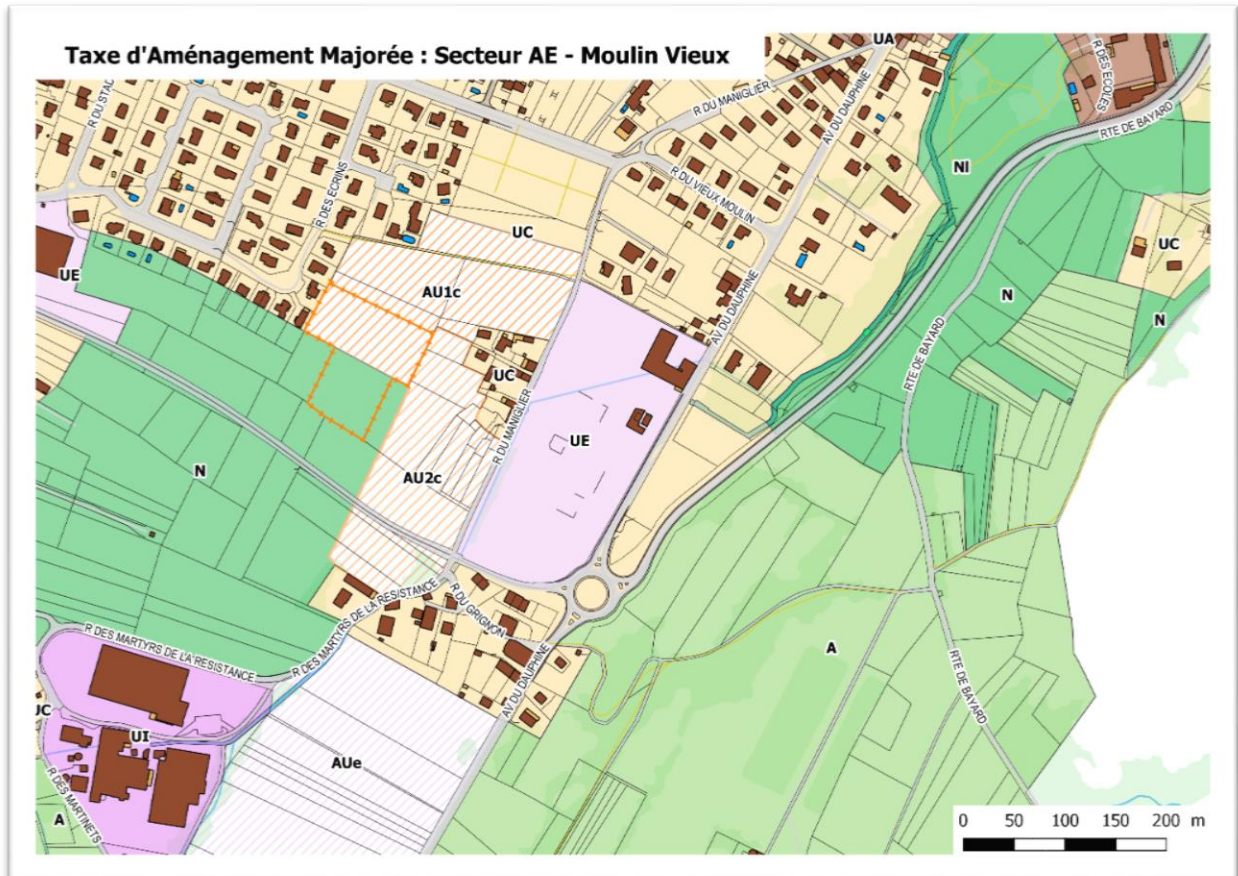 Taxe d'Aménagement Majorée : Secteur AE - Moulin Vieux
UA
R DES ECOLES
R DU STAD
R DU MANIGLIER
AV DU DAUPHINE
RTE DE BAYARD
NI
R DU VIEUX MOULIN
R DES ECRINS
UC
UC
UE
AU1c
N
N
RTE DE BAYARD
AV DU DAUPHINE
UC
R DU MANIGLIER
UE
N
AU2c
R DES MARTYRS DE LA RESISTANCE
R DU GRIGNON
R DES MARTYRS DE LA RESISTANCE
A
RTE DE BAYARD
AV DU DAUPHINE
UC
UI
AUe
R DES MARTINETS
A
0 50 100 150 200 m